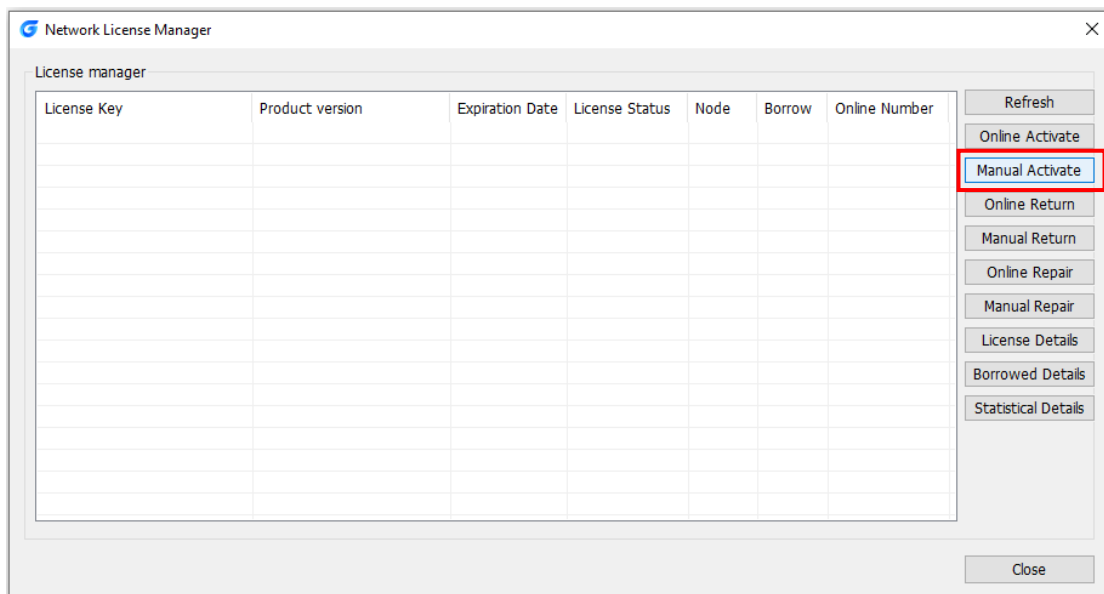 Network License Manager
License manager
License Key Product version Expiration Date License Status Node Borrow Online Number
Refresh
Online Activate
Manual Activate
Online Return
Manual Return
Online Repair
Manual Repair
License Details
Borrowed Details
Statistical Details
Close